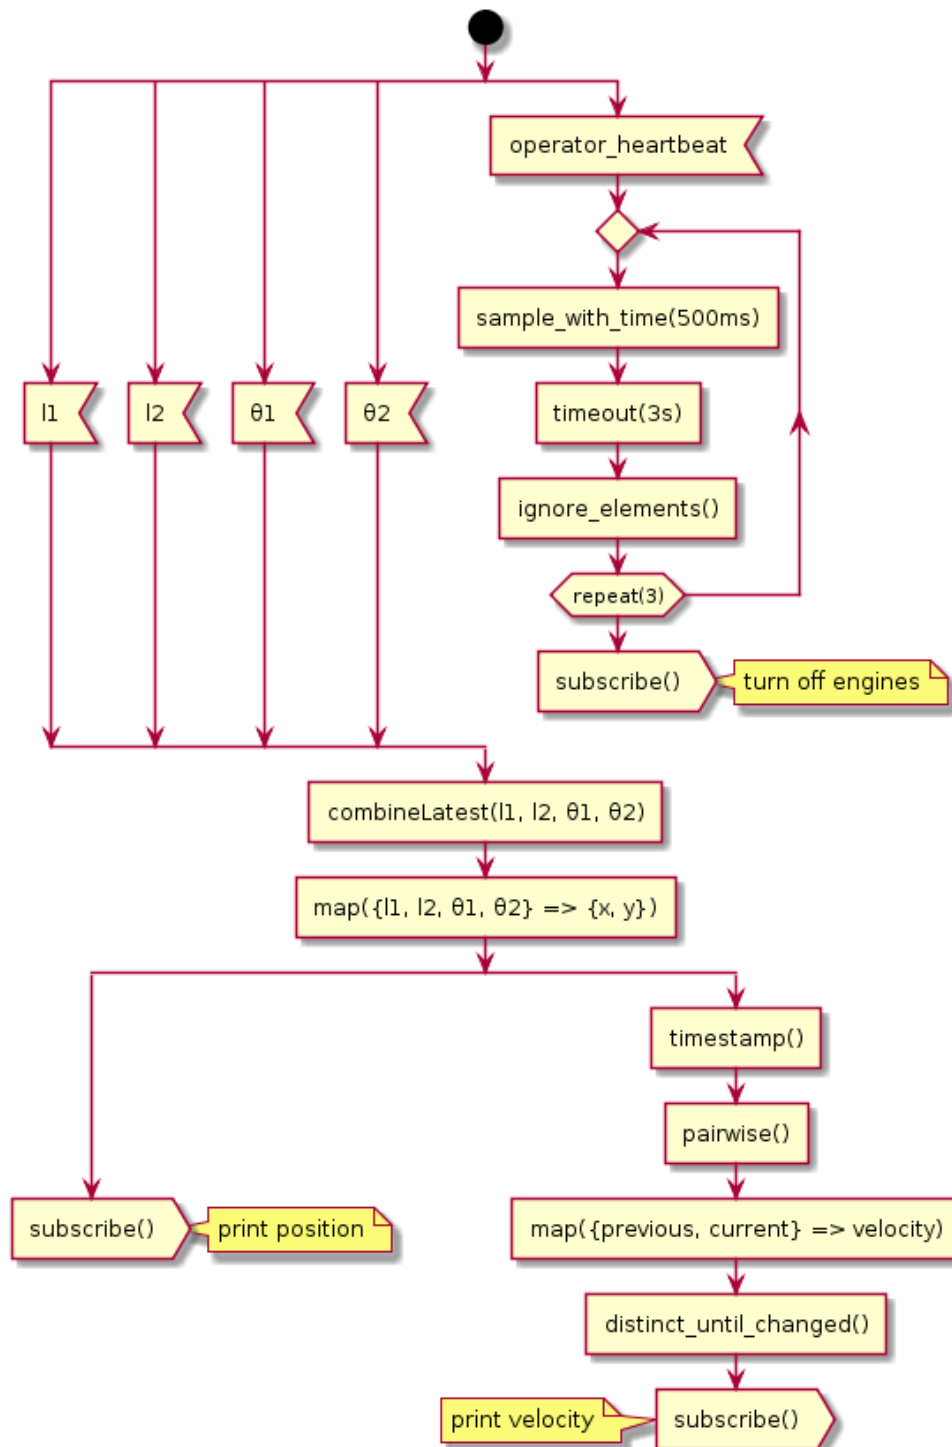 operator_heartbeat
sample_with_time(500ms)
l1
l2
θ1
θ2
timeout(3s)
ignore_elements()
repeat(3)
subscribe()
turn off engines
combineLatest(l1, l2, θ1, θ2)
map({l1, l2, θ1, θ2} => {x, y})
timestamp()
pairwise()
subscribe()
print position
map({previous, current} => velocity)
distinct_until_changed()
print velocity
subscribe()